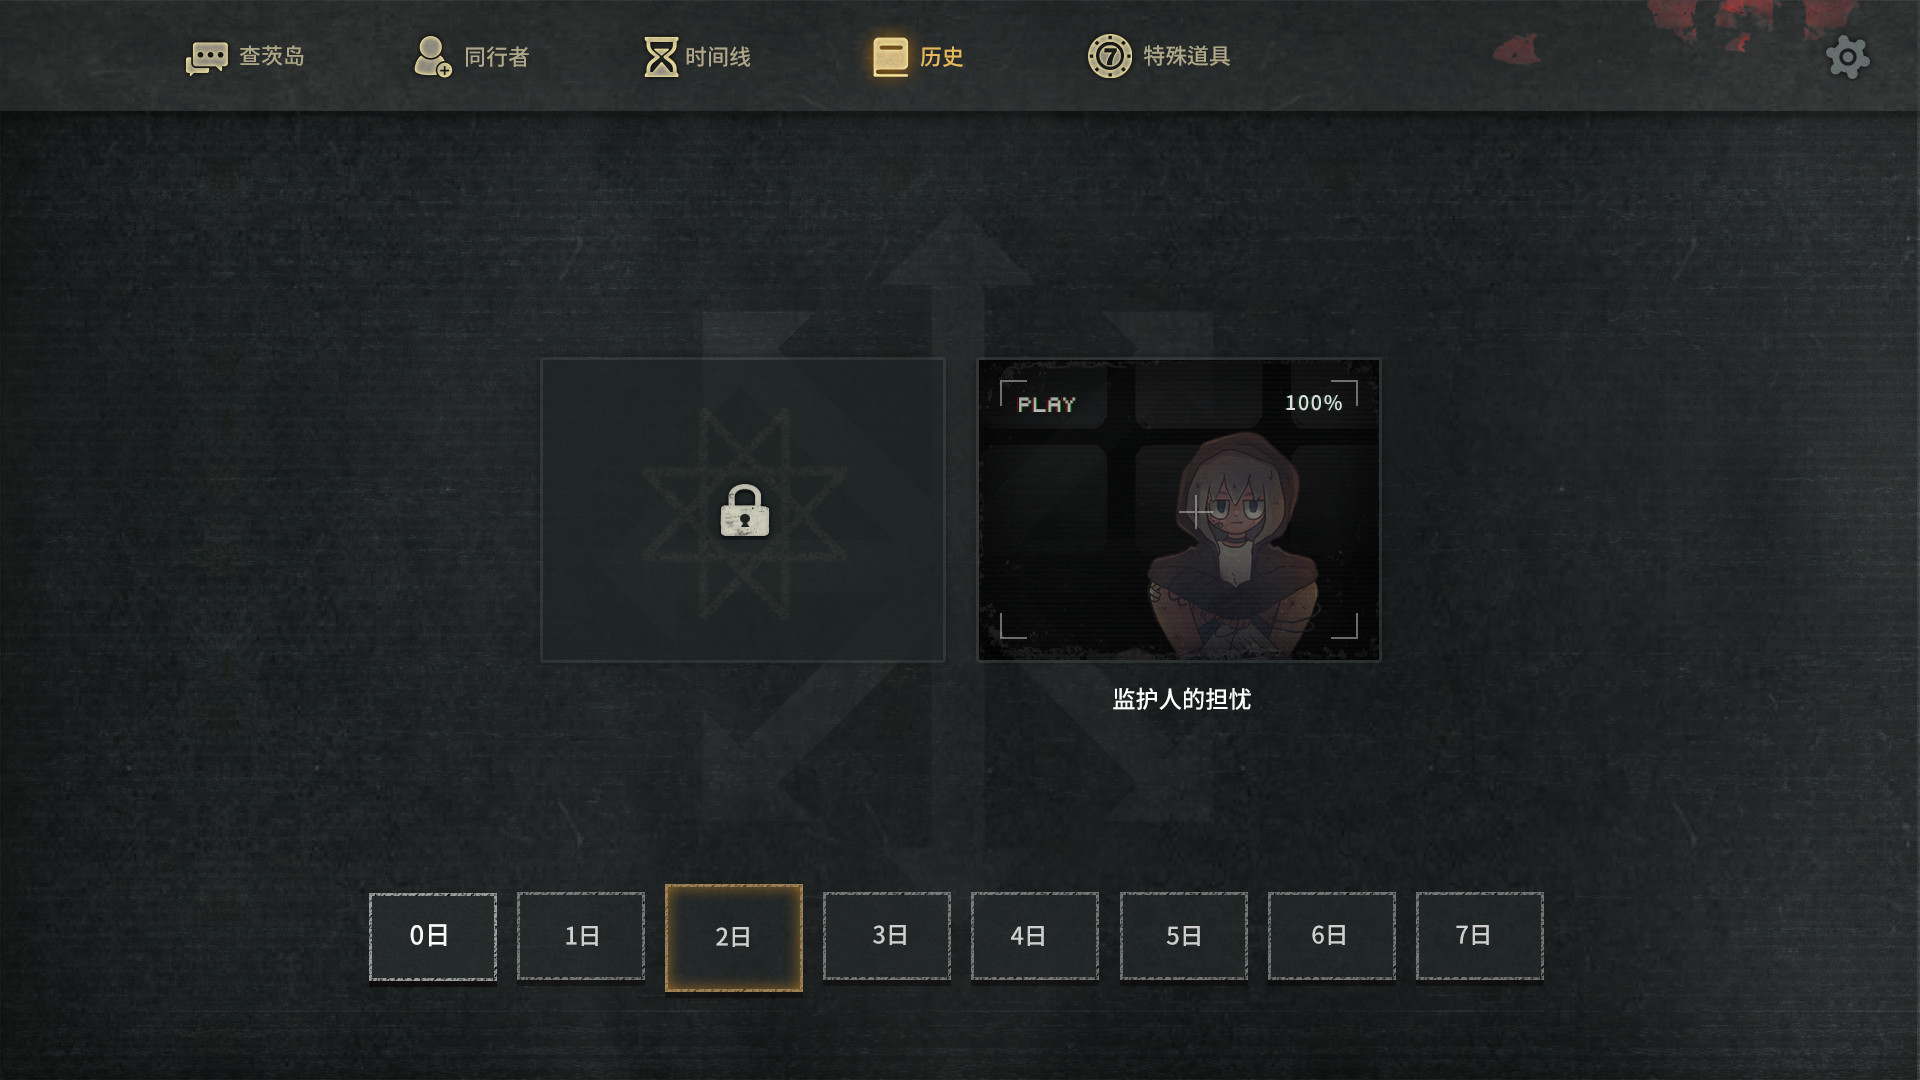 查茨岛
同行者
时间线
历史
特殊道具
PLAY
100%
监护人的担忧
0日
1日
2日
3日
4日
5日
6日
7日